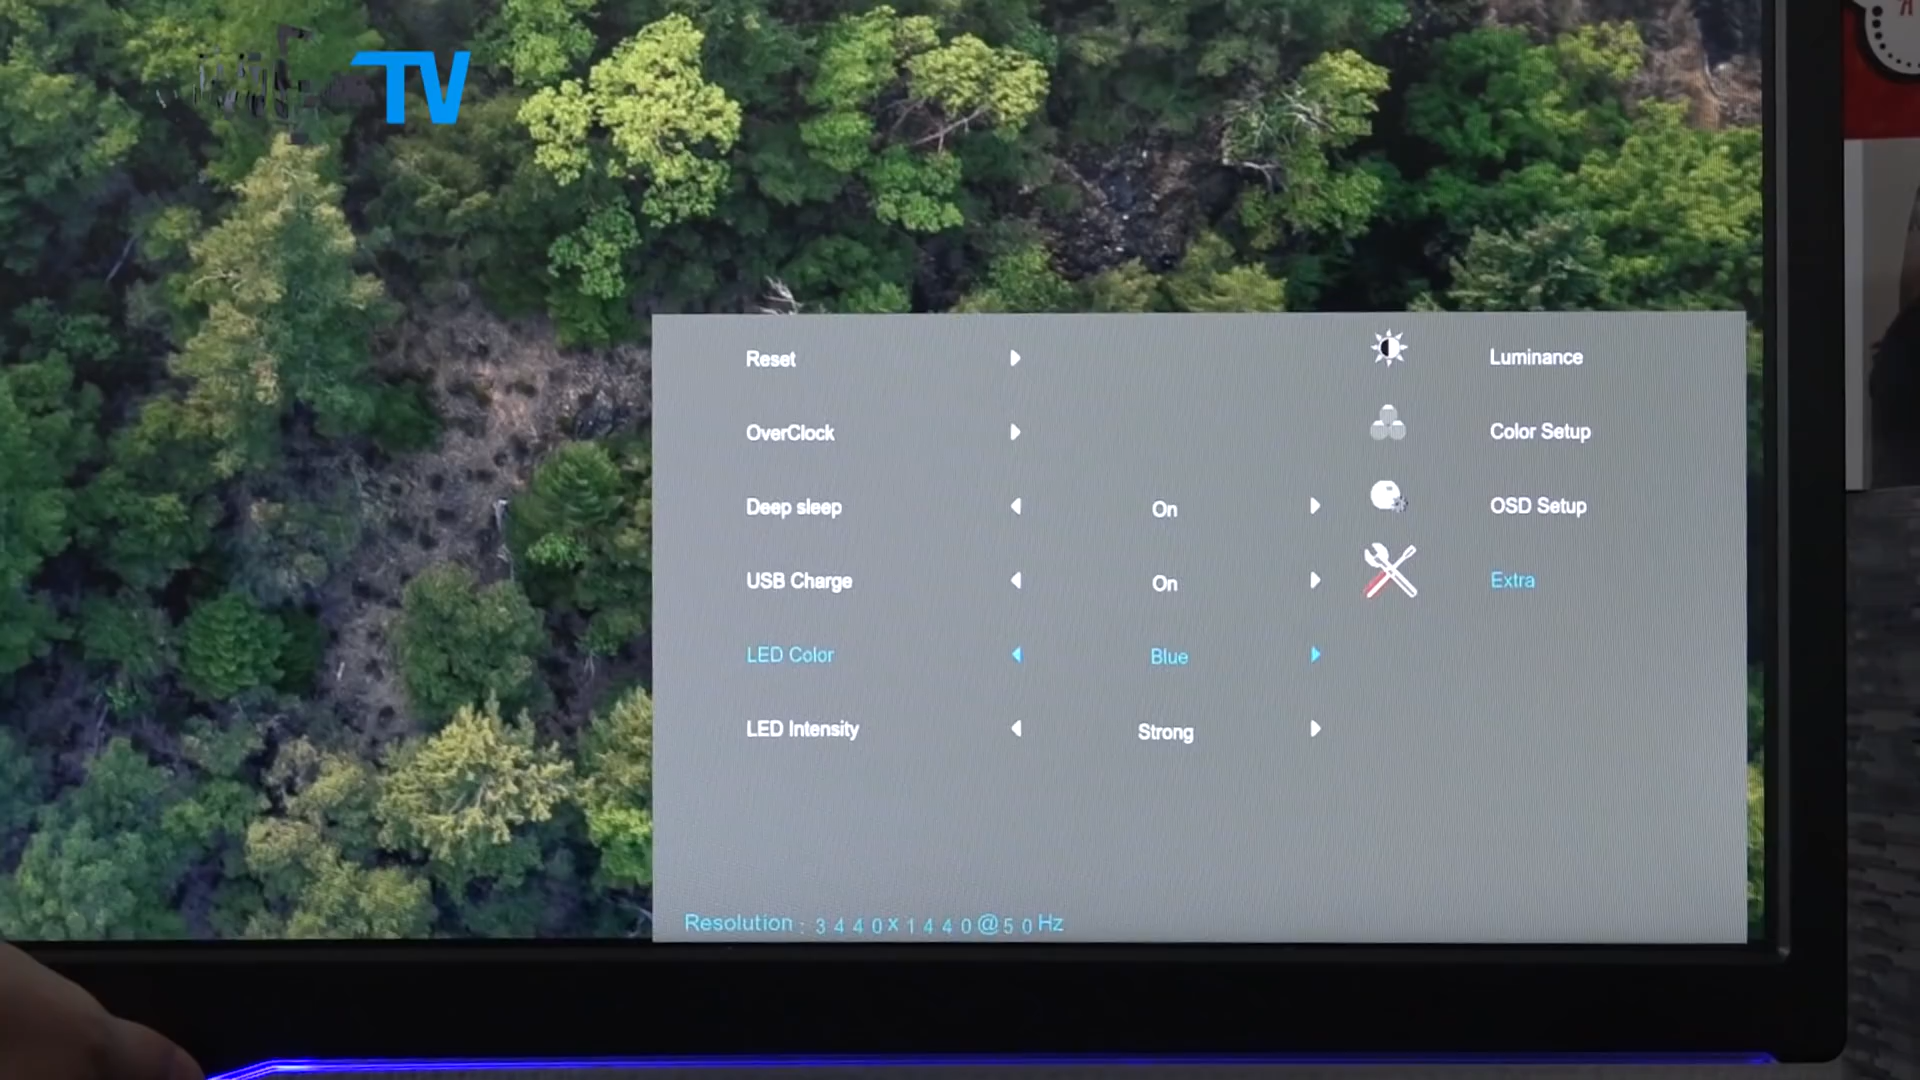 TV
Reset
OverClock
Deep sleep On
USB Charge On
LED Color Blue
LED Intensity Strong
Luminance
Color Setup
OSD Setup
Extra
Resolution : 3440x1440@50Hz